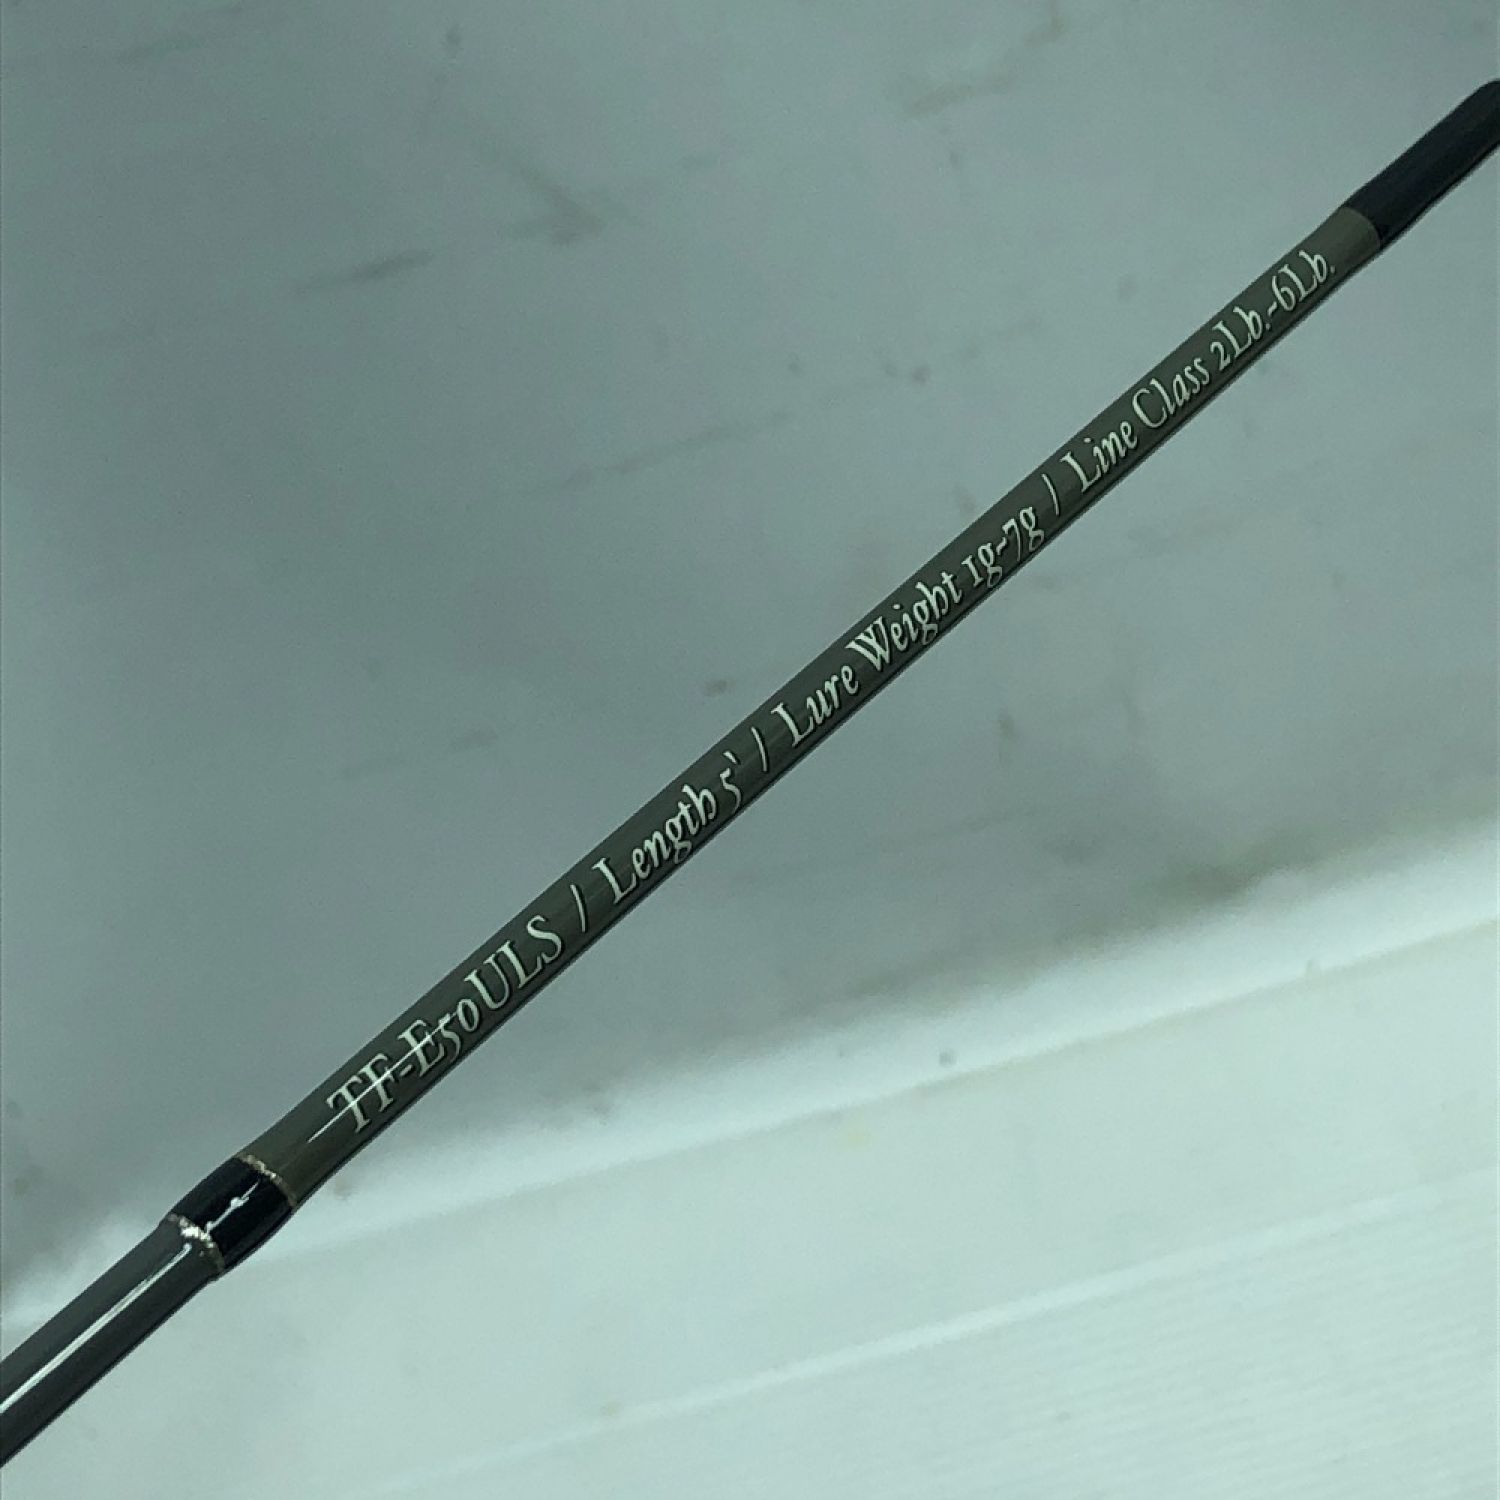 TF-E50ULS / Length 5' / Lure Weight 1g-7g / Line Class 2Lb.-6Lb.